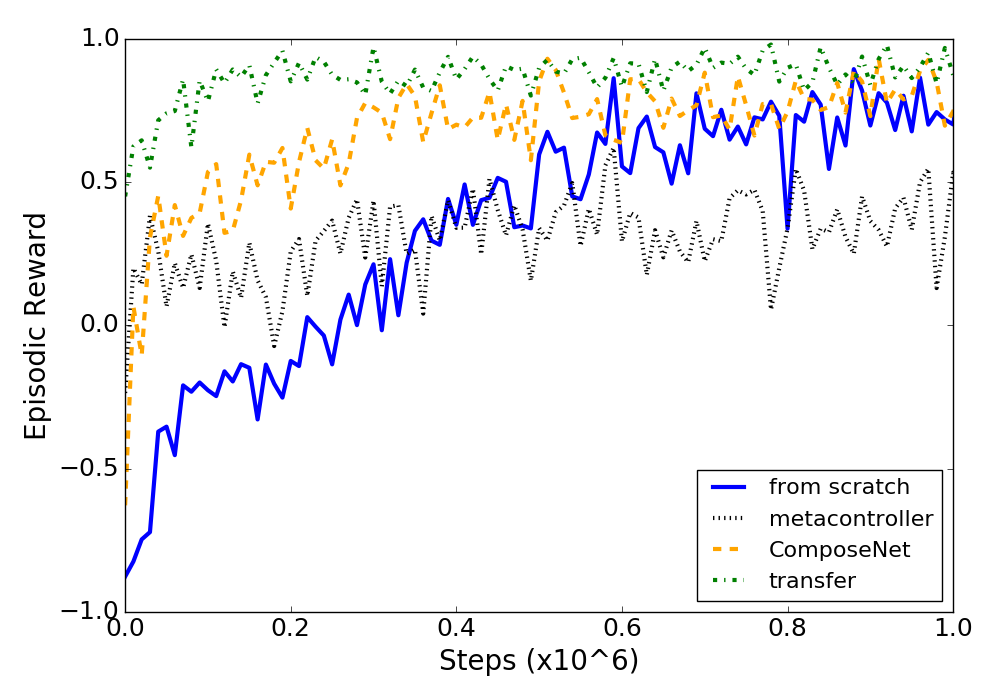 1.0
0.5
0.0
−0.5
−1.0
Episodic Reward
0.0 0.2 0.4 0.6 0.8 1.0
Steps (x10^6)
from scratch
metacontroller
ComposeNet
transfer